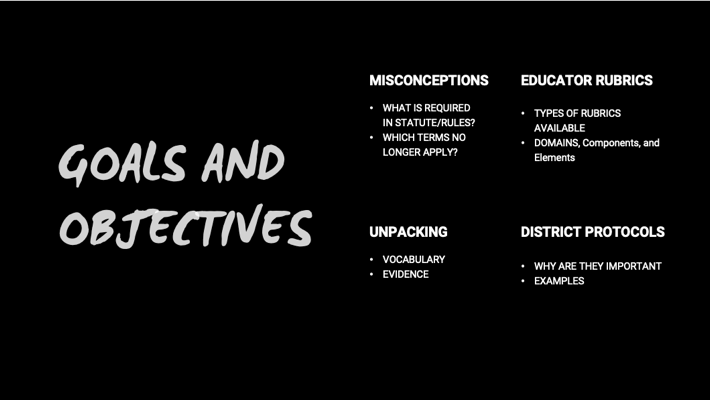 GOALS AND
OBJECTIVES
MISCONCEPTIONS
• WHAT IS REQUIRED
IN STATUTE/RULES?
• WHICH TERMS NO
LONGER APPLY?
EDUCATOR RUBRICS
• TYPES OF RUBRICS
AVAILABLE
• DOMAINS, Components, and
Elements
UNPACKING
• VOCABULARY
• EVIDENCE
DISTRICT PROTOCOLS
• WHY ARE THEY IMPORTANT
• EXAMPLES